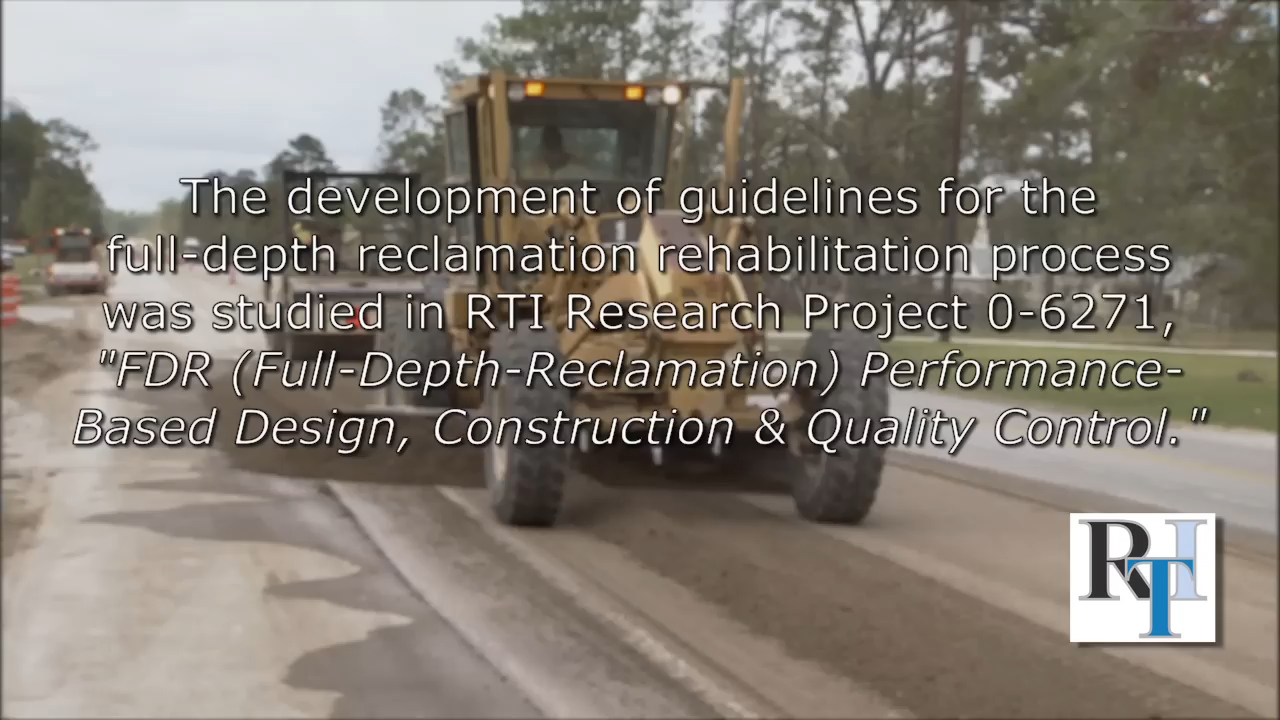 The development of guidelines for the
full-depth reclamation rehabilitation process
was studied in RTI Research Project 0-6271,
"FDR (Full-Depth-Reclamation) Performance-
Based Design, Construction & Quality Control."
RTI